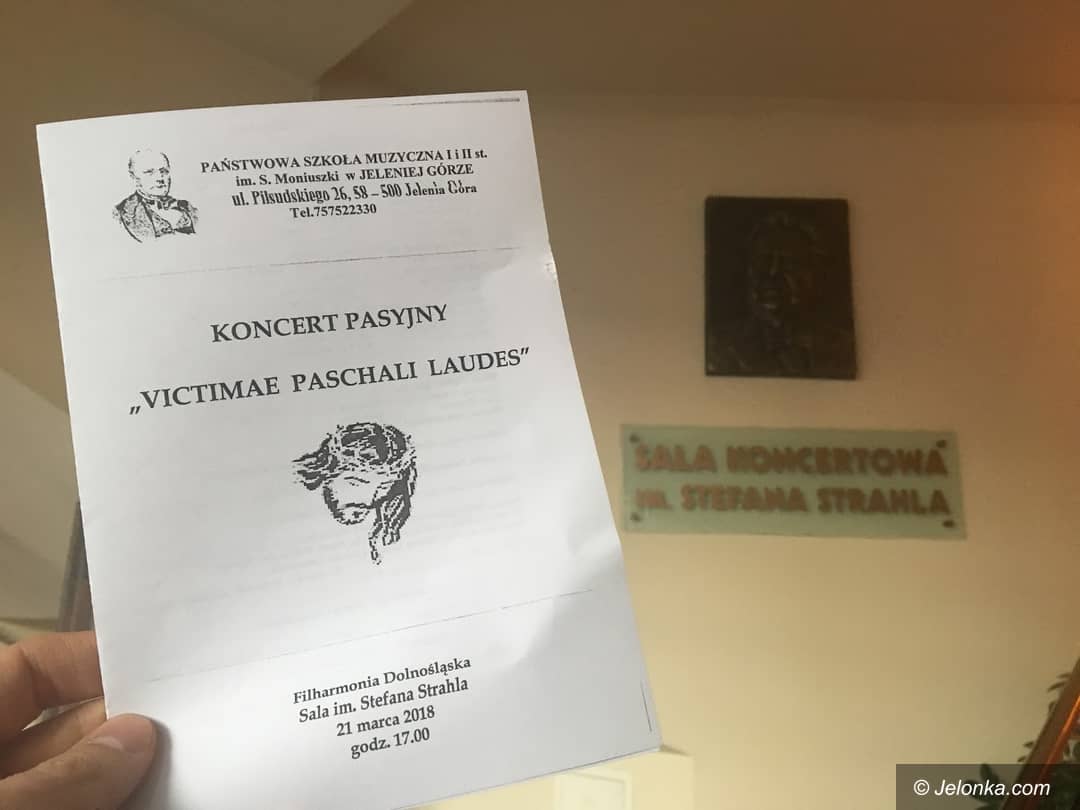 PAŃSTWOWA SZKOŁA MUZYCZNA I i II st.
im. S. Moniuszki w JELENIEJ GÓRZE
ul. Piłsudskiego 26, 58 – 500 Jelenia Góra
Tel.757522330
KONCERT PASYJNY
„VICTIMAE PASCHALI LAUDES”
Filharmonia Dolnośląska
Sala im. Stefana Strahla
21 marca 2018
godz. 17.00
SALA KONCERTOWA
IM. STEFANA STRAHLA
© Jelonka.com